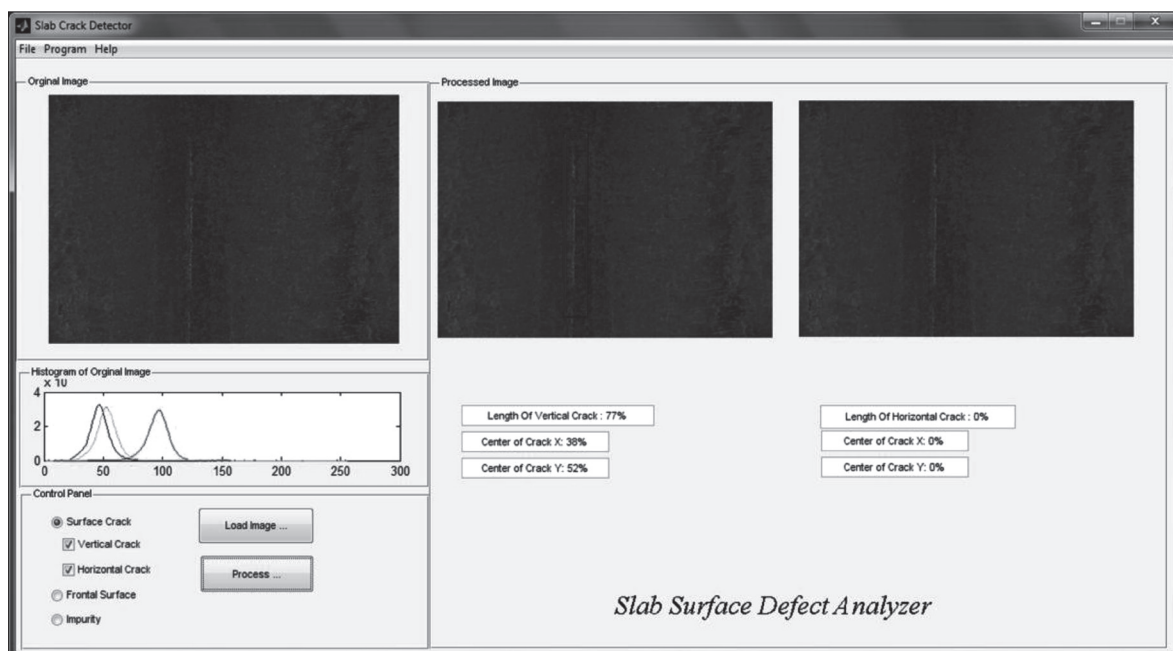 Slab Crack Detector
File Program Help
Orginal Image
Processed Image
Histogram of Orginal Image
x 10
4
2
0
0 50 100 150 200 250 300
Length Of Vertical Crack : 77%
Center of Crack X: 38%
Center of Crack Y: 52%
Length Of Horizontal Crack : 0%
Center of Crack X: 0%
Center of Crack Y: 0%
Control Panel
Surface Crack
Vertical Crack
Horizontal Crack
Frontal Surface
Impurity
Load Image ...
Process ...
Slab Surface Defect Analyzer